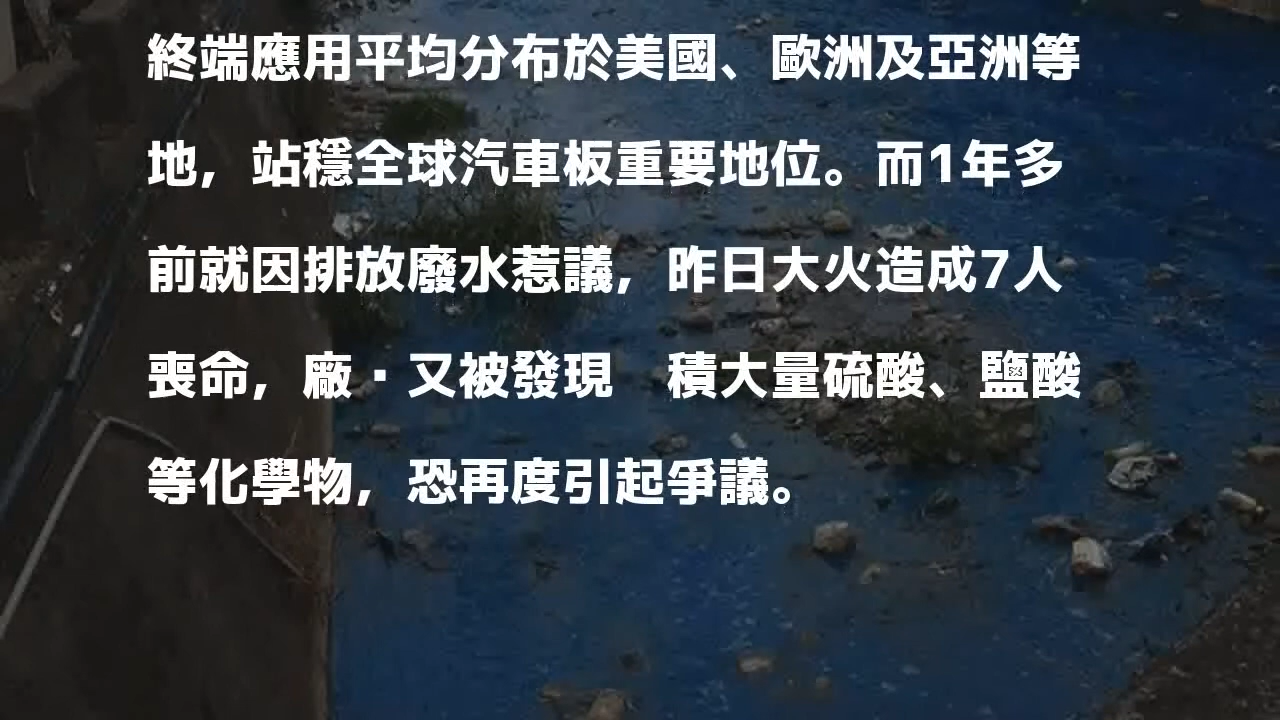 終端應用平均分布於美國、歐洲及亞洲等
地，站穩全球汽車板重要地位。而1年多
前就因排放廢水惹議，昨日大火造成7人
喪命，廠·又被發現　積大量硫酸、鹽酸
等化學物，恐再度引起爭議。